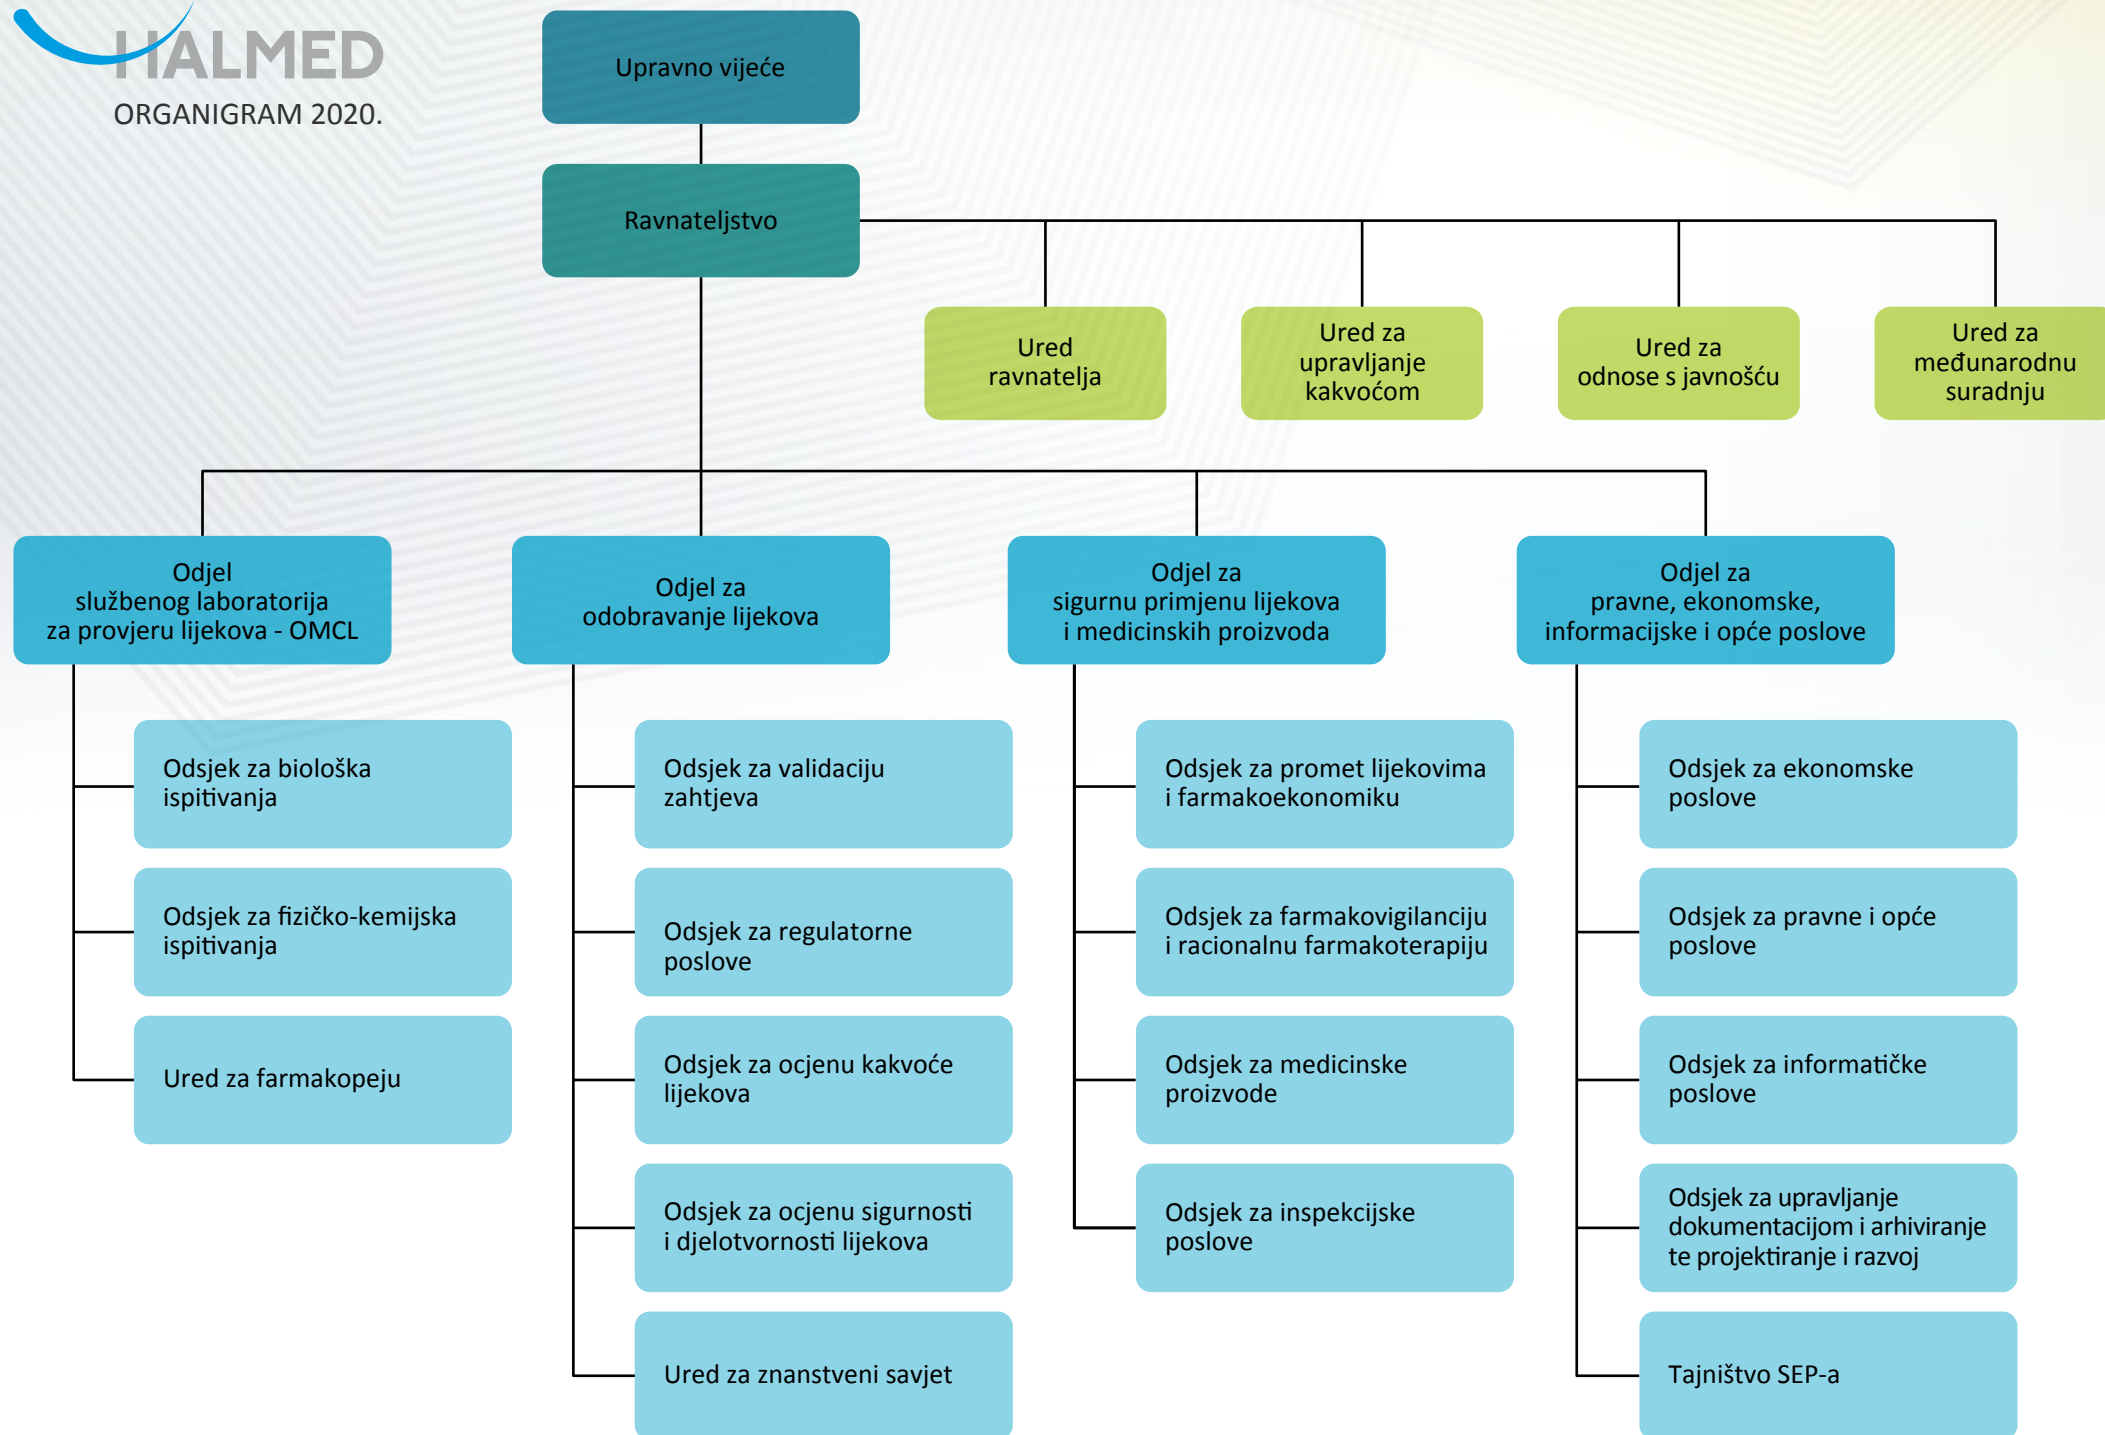 HALMED
ORGANIGRAM 2020.
Upravno vijeće
Ravnateljstvo
Ured
ravnatelja
Ured za
upravljanje
kakvoćom
Ured za
odnose s javnošću
Ured za
međunarodnu
suradnju
Odjel
službenog laboratorija
za provjeru lijekova - OMCL
Odjel za
odobravanje lijekova
Odjel za
sigurnu primjenu lijekova
i medicinskih proizvoda
Odjel za
pravne, ekonomske,
informacijske i opće poslove
Odsjek za biološka
ispitivanja
Odsjek za fizičko-kemijska
ispitivanja
Ured za farmakopeju
Odsjek za validaciju
zahtjeva
Odsjek za regulatorne
poslove
Odsjek za ocjenu kakvoće
lijekova
Odsjek za ocjenu sigurnosti
i djelotvornosti lijekova
Ured za znanstveni savjet
Odsjek za promet lijekovima
i farmakoekonomiku
Odsjek za farmakovigilanciju
i racionalnu farmakoterapiju
Odsjek za medicinske
proizvode
Odsjek za inspekcijske
poslove
Odsjek za ekonomske
poslove
Odsjek za pravne i opće
poslove
Odsjek za informatičke
poslove
Odsjek za upravljanje
dokumentacijom i arhiviranje
te projektiranje i razvoj
Tajništvo SEP-a